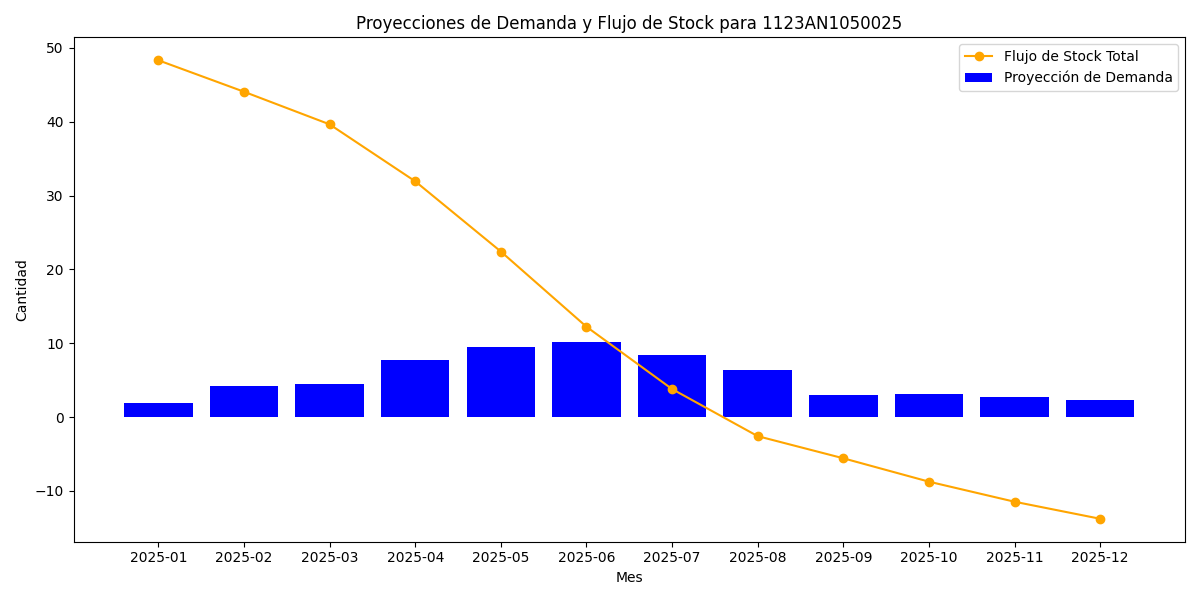 Proyecciones de Demanda y Flujo de Stock para 1123AN1050025
Flujo de Stock Total
Proyección de Demanda
Cantidad
50
40
30
20
10
0
−10
2025-01 2025-02 2025-03 2025-04 2025-05 2025-06 2025-07 2025-08 2025-09 2025-10 2025-11 2025-12
Mes